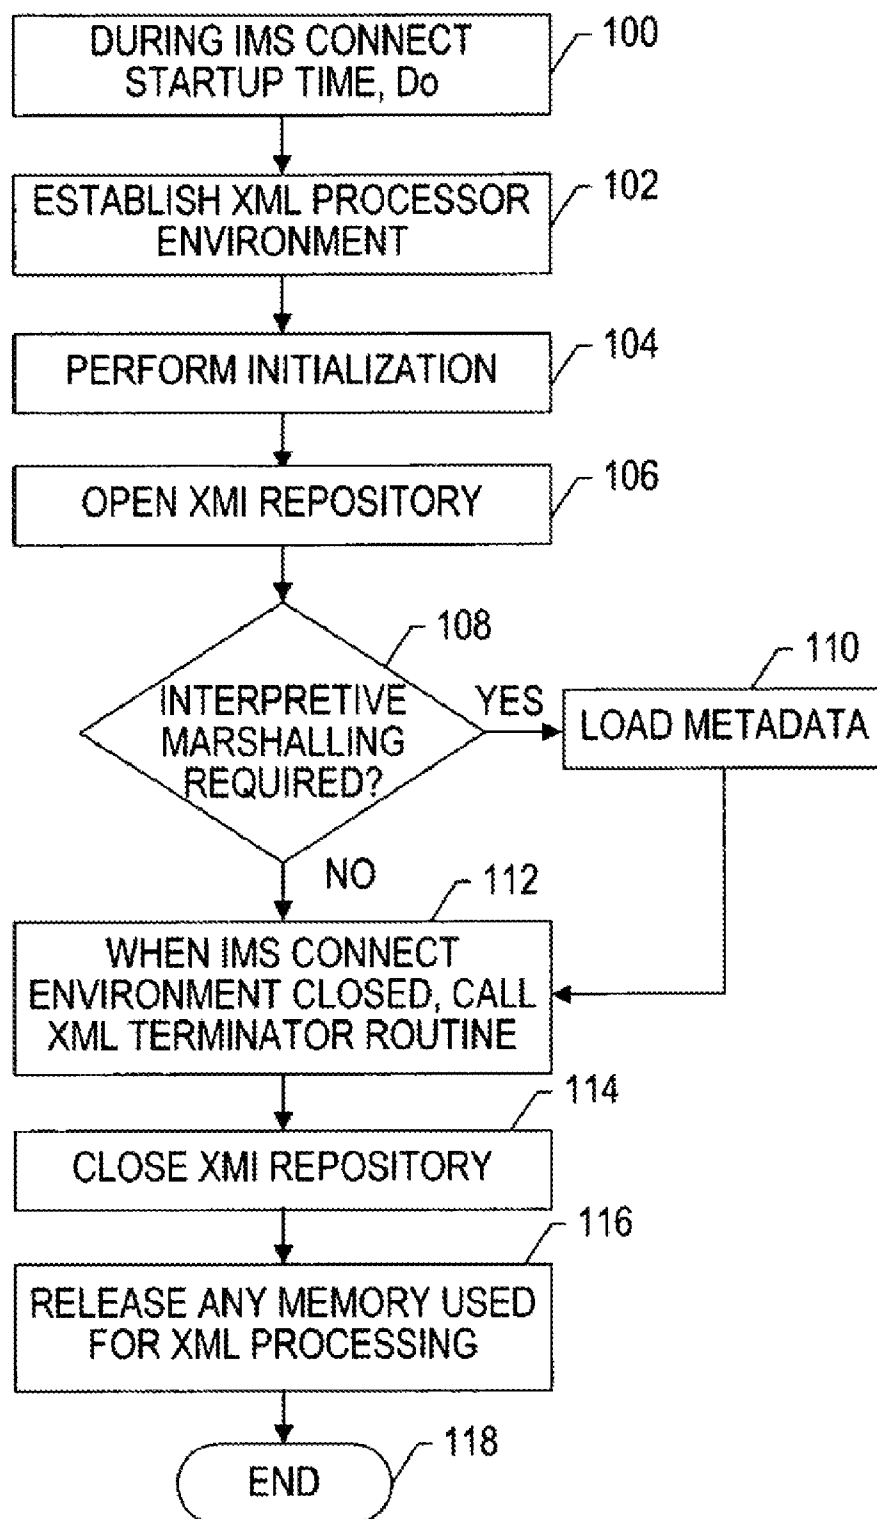 DURING IMS CONNECT
STARTUP TIME, Do
100
ESTABLISH XML PROCESSOR
ENVIRONMENT
102
PERFORM INITIALIZATION
104
OPEN XMI REPOSITORY
106
108
INTERPRETIVE
MARSHALLING
REQUIRED?
YES
110
LOAD METADATA
NO
112
WHEN IMS CONNECT
ENVIRONMENT CLOSED, CALL
XML TERMINATOR ROUTINE
114
CLOSE XMI REPOSITORY
116
RELEASE ANY MEMORY USED
FOR XML PROCESSING
END
118